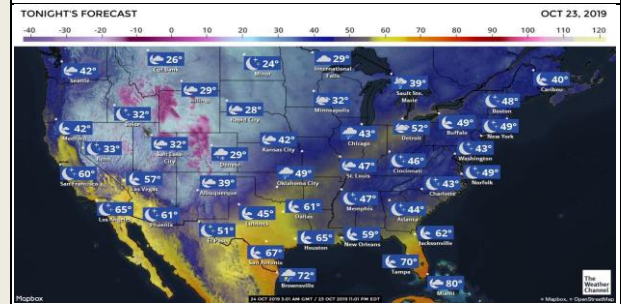 TONIGHT'S FORECAST OCT 23, 2019
-40 -30 -20 -10 0 10 20 30 40 50 60 70 80 90 100 110 120
42° Seattle
26° Cut Bank
24° Minot
29° International Falls
39° Sault Ste. Marie
40° Caribou
29° Billings
32° Minneapolis
48° Boston
32° Boise
28° Rapid City
43° Chicago
52° Detroit
49° Buffalo
49° New York
42° Medford
33° Reno
32° Salt Lake City
29° Denver
42° Kansas City
47° St. Louis
46° Cincinnati
43° Washington
60° San Francisco
57° Las Vegas
39° Albuquerque
49° Oklahoma City
47° Memphis
43° Charlotte
49° Norfolk
65° Los Angeles
61° Phoenix
51° El Paso
45° Lubbock
61° Dallas
44° Atlanta
67° San Antonio
65° Houston
59° New Orleans
62° Jacksonville
72° Brownsville
70° Tampa
80° Miami
The Weather Channel
Mapbox
24 OCT 2019 3:01 AM GMT / 23 OCT 2019 11:01 PM EDT
© Mapbox, © OpenStreetMap